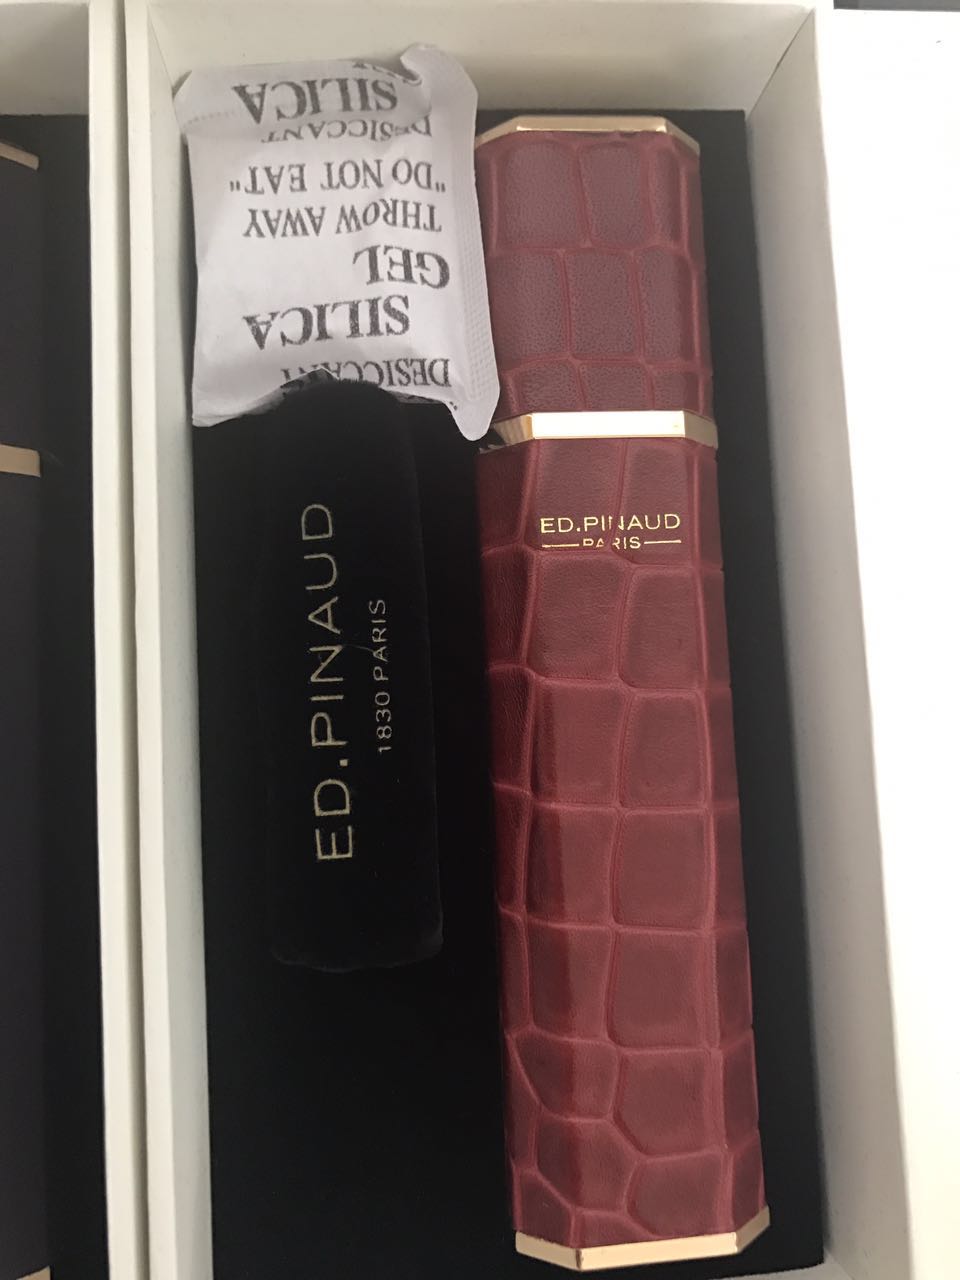 DESICCANT
SILICA
GEL
THROW AWAY
"DO NOT EAT"
DESICCANT
SILICA
ED.PINAUD
1830 PARIS
ED.PINAUD
PARIS